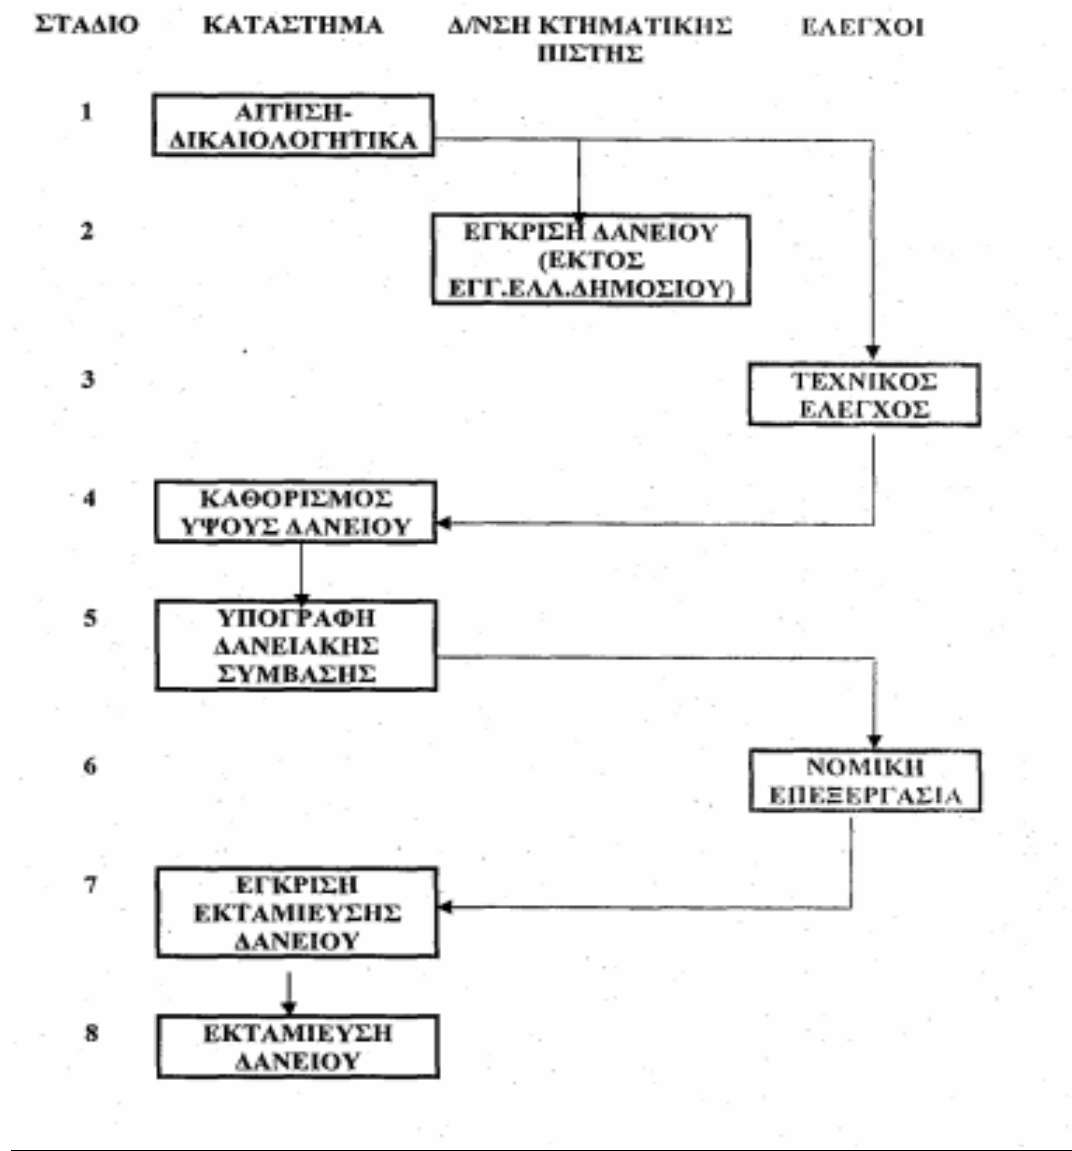 ΣΤΑΔΙΟ ΚΑΤΑΣΤΗΜΑ Δ/ΝΣΗ ΚΤΗΜΑΤΙΚΗΣ ΕΛΕΓΧΟΙ
ΠΙΣΤΗΣ
1 ΑΙΤΗΣΗ-
ΔΙΚΑΙΟΛΟΓΗΤΙΚΑ
2 ΕΓΚΡΙΣΗ ΔΑΝΕΙΟΥ
(ΕΚΤΟΣ
ΕΓΓ.ΕΛΛ.ΔΗΜΟΣΙΟΥ)
3 ΤΕΧΝΙΚΟΣ
ΕΛΕΓΧΟΣ
4 ΚΑΘΟΡΙΣΜΟΣ
ΥΨΟΥΣ ΔΑΝΕΙΟΥ
5 ΥΠΟΓΡΑΦΗ
ΔΑΝΕΙΑΚΗΣ
ΣΥΜΒΑΣΗΣ
6 ΝΟΜΙΚΗ
ΕΠΕΞΕΡΓΑΣΙΑ
7 ΕΓΚΡΙΣΗ
ΕΚΤΑΜΙΕΥΣΗΣ
ΔΑΝΕΙΟΥ
8 ΕΚΤΑΜΙΕΥΣΗ
ΔΑΝΕΙΟΥ